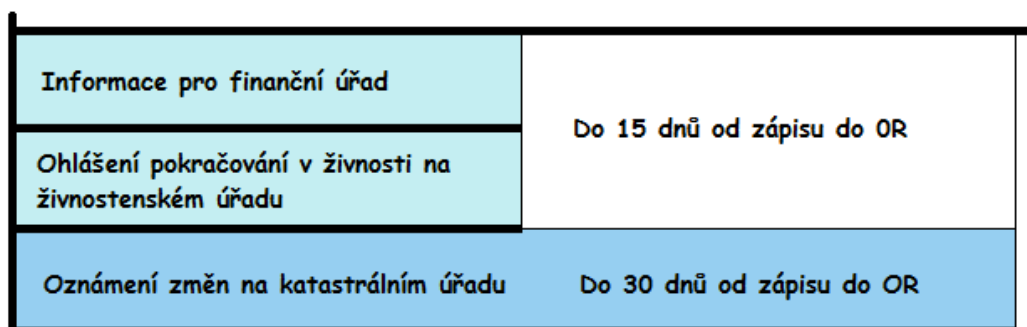 Informace pro finanční úřad
Do 15 dnů od zápisu do 0R
Ohlášení pokračování v živnosti na
živnostenském úřadu
Oznámení změn na katastrálním úřadu
Do 30 dnů od zápisu do OR